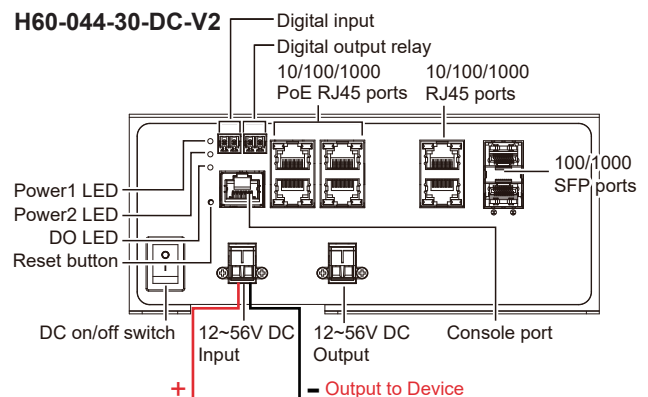 H60-044-30-DC-V2
Digital input
Digital output relay
10/100/1000
PoE RJ45 ports
10/100/1000
RJ45 ports
100/1000
SFP ports
Power1 LED
Power2 LED
DO LED
Reset button
DC on/off switch
12~56V DC
Input
12~56V DC
Output
Console port
+
- Output to Device